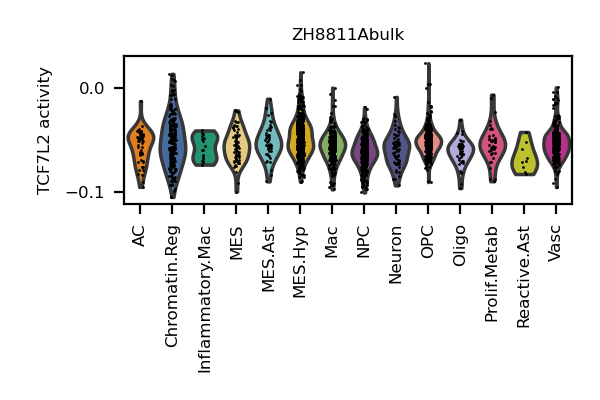 ZH8811Abulk
TCF7L2 activity
0.0
−0.1
AC
Chromatin.Reg
Inflammatory.Mac
MES
MES.Ast
MES.Hyp
Mac
NPC
Neuron
OPC
Oligo
Prolif.Metab
Reactive.Ast
Vasc